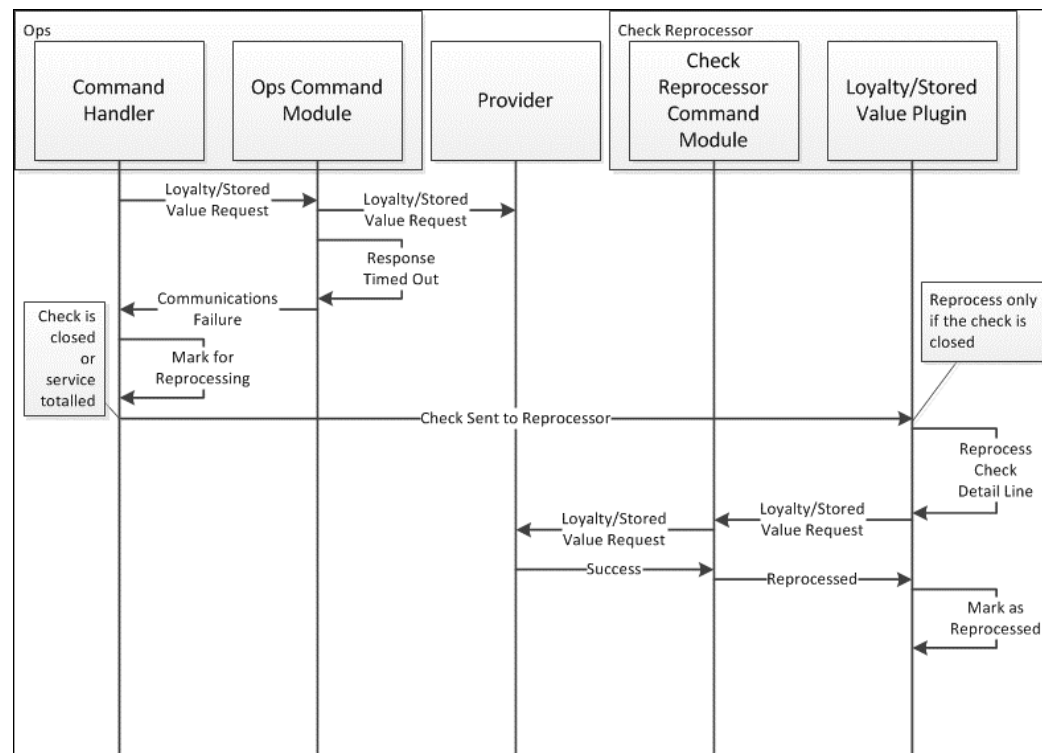 Ops
Check Reprocessor
Command
Handler
Ops Command
Module
Provider
Check
Reprocessor
Command
Module
Loyalty/Stored
Value Plugin
Loyalty/Stored
Value Request
Loyalty/Stored
Value Request
Response
Timed Out
Communications
Failure
Check is
closed
or
service
totalled
Reprocess only
if the check is
closed
Mark for
Reprocessing
Check Sent to Reprocessor
Reprocess
Check
Detail Line
Loyalty/Stored
Value Request
Loyalty/Stored
Value Request
Success
Reprocessed
Mark as
Reprocessed